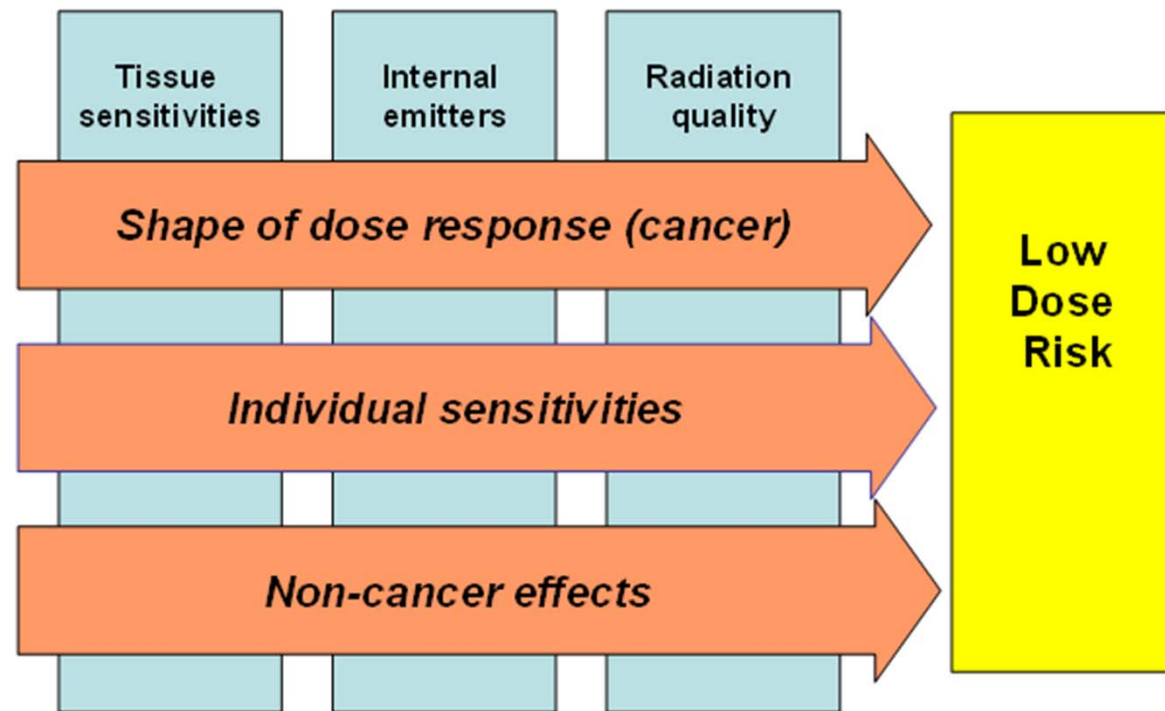 Tissue
sensitivities
Internal
emitters
Radiation
quality
Shape of dose response (cancer)
Individual sensitivities
Non-cancer effects
Low
Dose
Risk